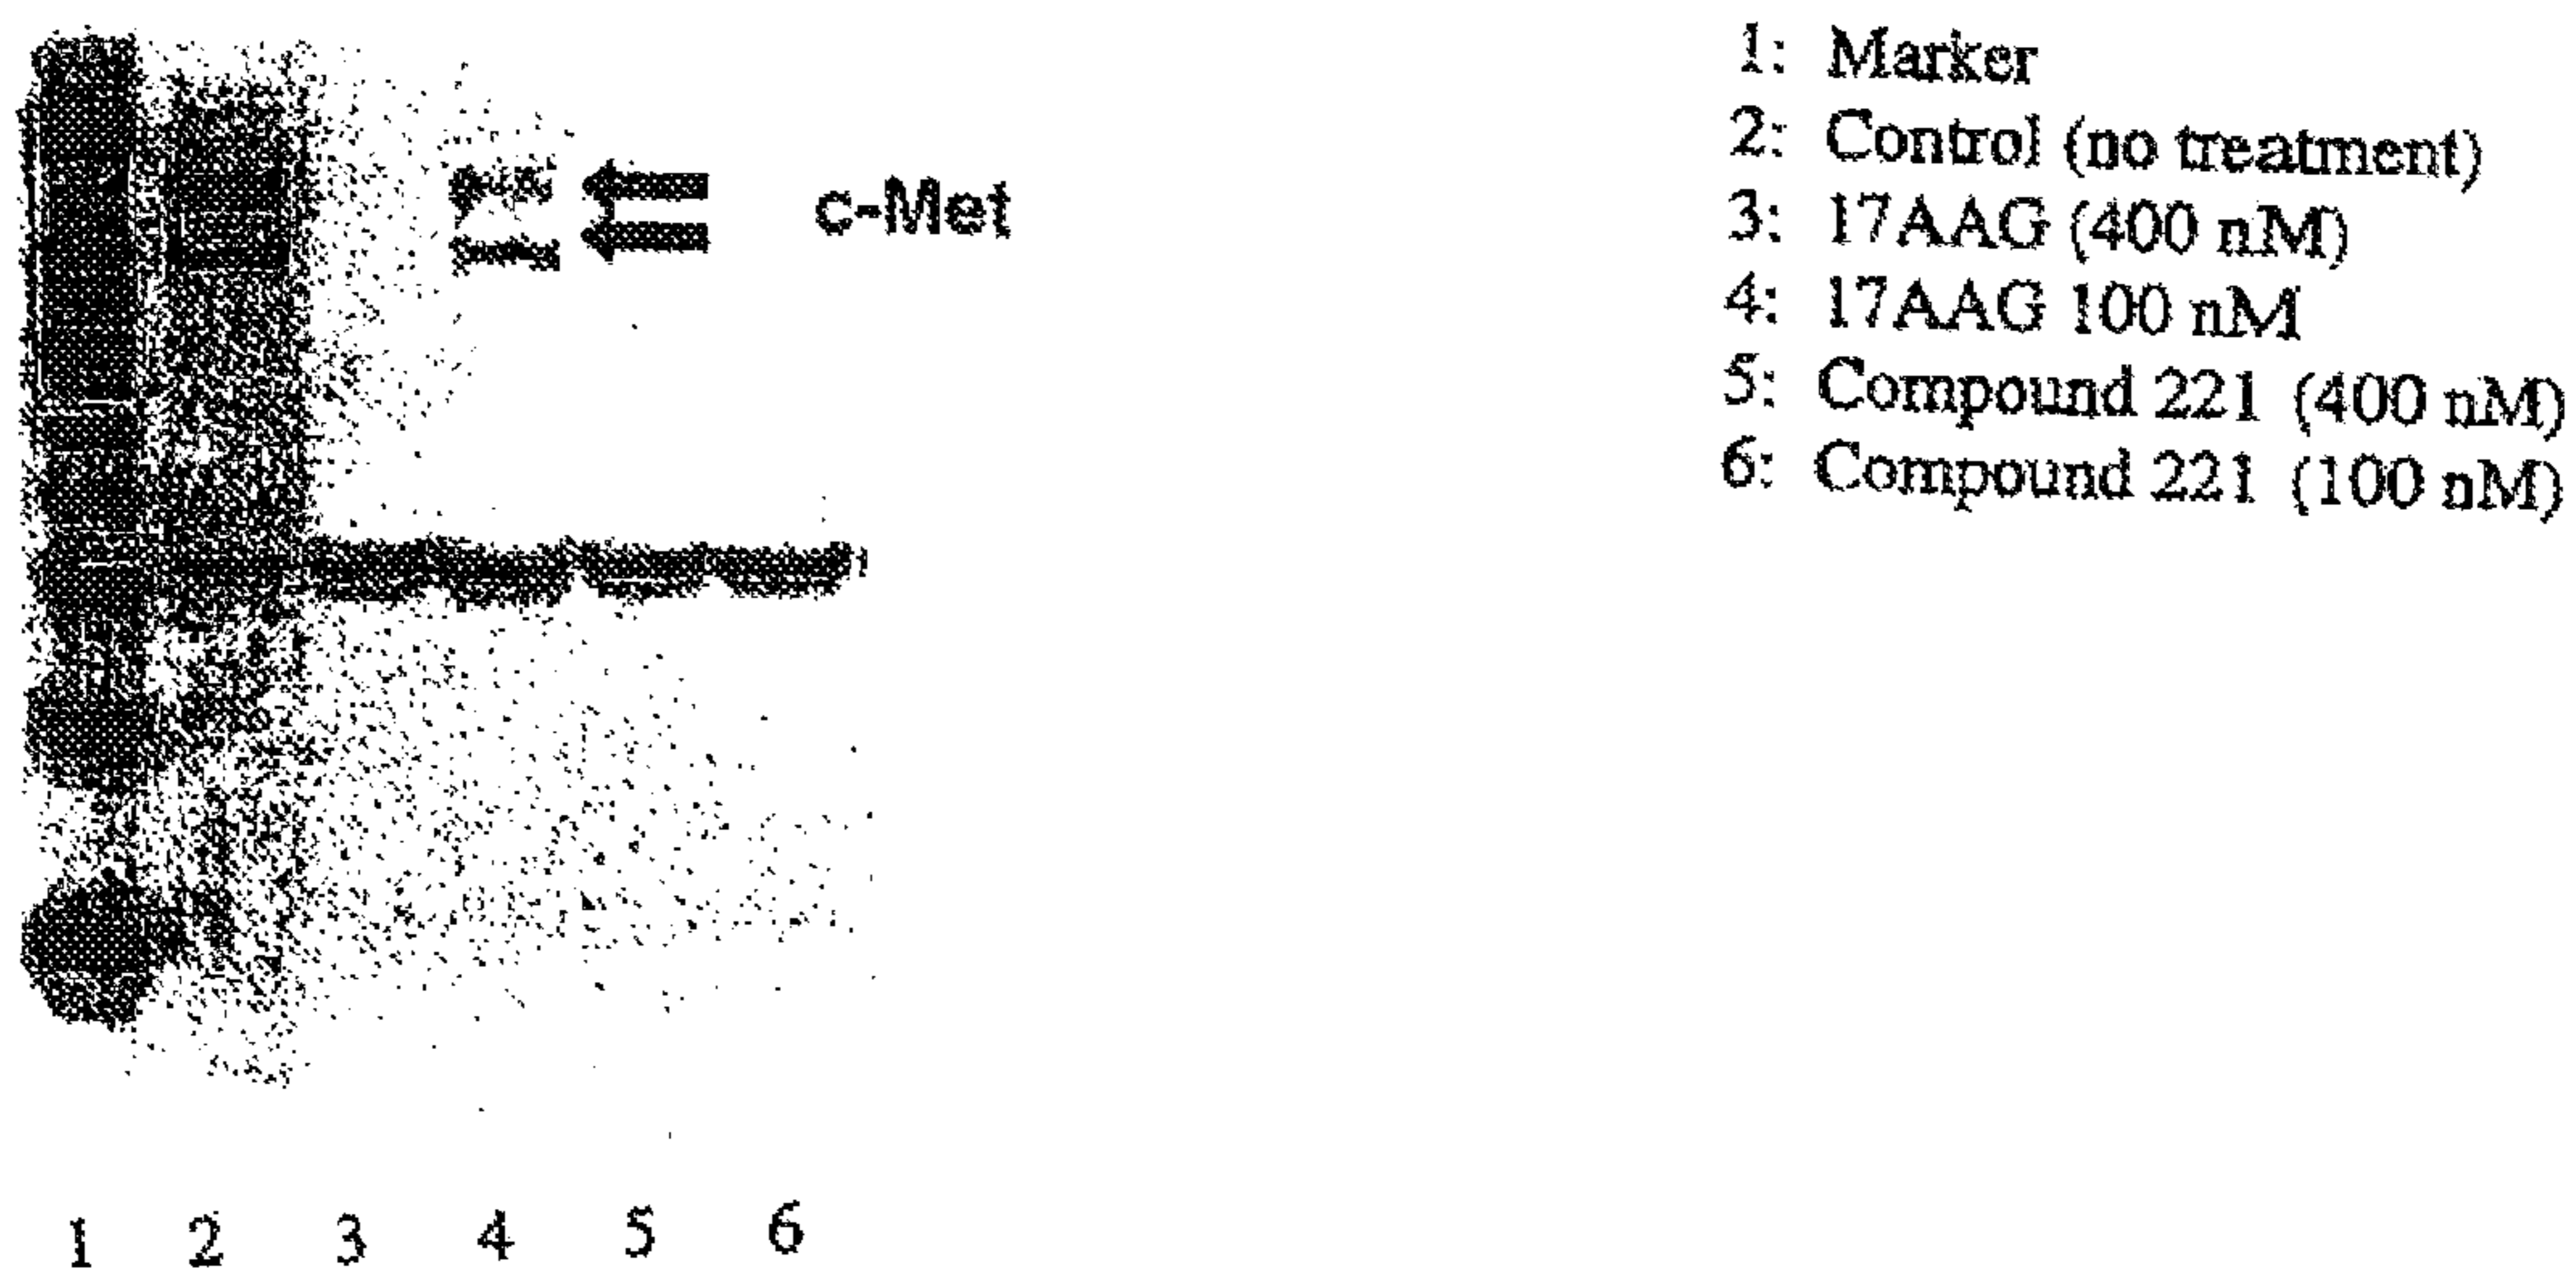 1: Marker
2: Control (no treatment)
3: 17AAG (400 nM)
4: 17AAG 100 nM
5: Compound 221 (400 nM)
6: Compound 221 (100 nM)
c-Met
1 2 3 4 5 6